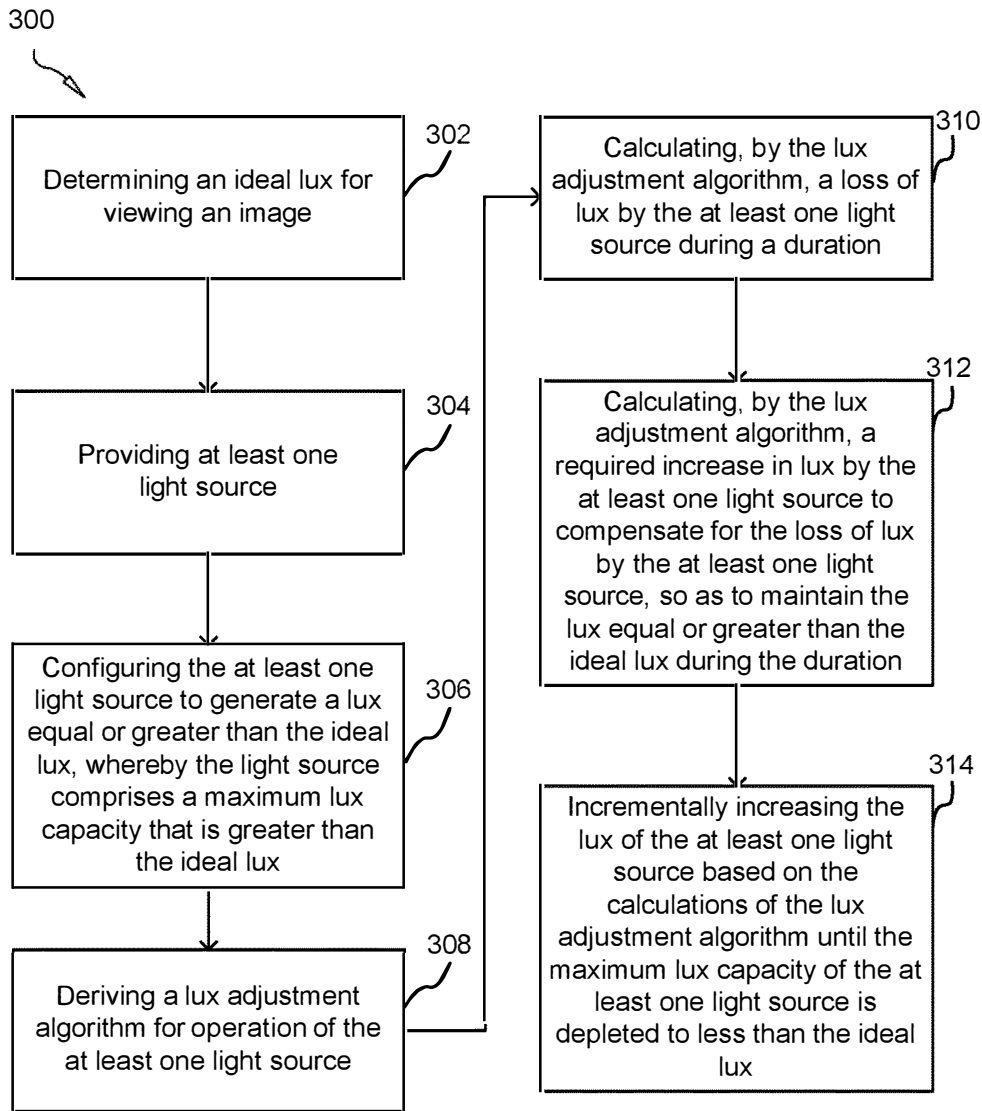 300
302
Determining an ideal lux for
viewing an image
304
Providing at least one
light source
306
Configuring the at least one
light source to generate a lux
equal or greater than the ideal
lux, whereby the light source
comprises a maximum lux
capacity that is greater than
the ideal lux
308
Deriving a lux adjustment
algorithm for operation of the
at least one light source
310
Calculating, by the lux
adjustment algorithm, a loss of
lux by the at least one light
source during a duration
312
Calculating, by the lux
adjustment algorithm, a
required increase in lux by the
at least one light source to
compensate for the loss of lux
by the at least one light
source, so as to maintain the
lux equal or greater than the
ideal lux during the duration
314
Incrementally increasing the
lux of the at least one light
source based on the
calculations of the lux
adjustment algorithm until the
maximum lux capacity of the at
least one light source is
depleted to less than the ideal
lux